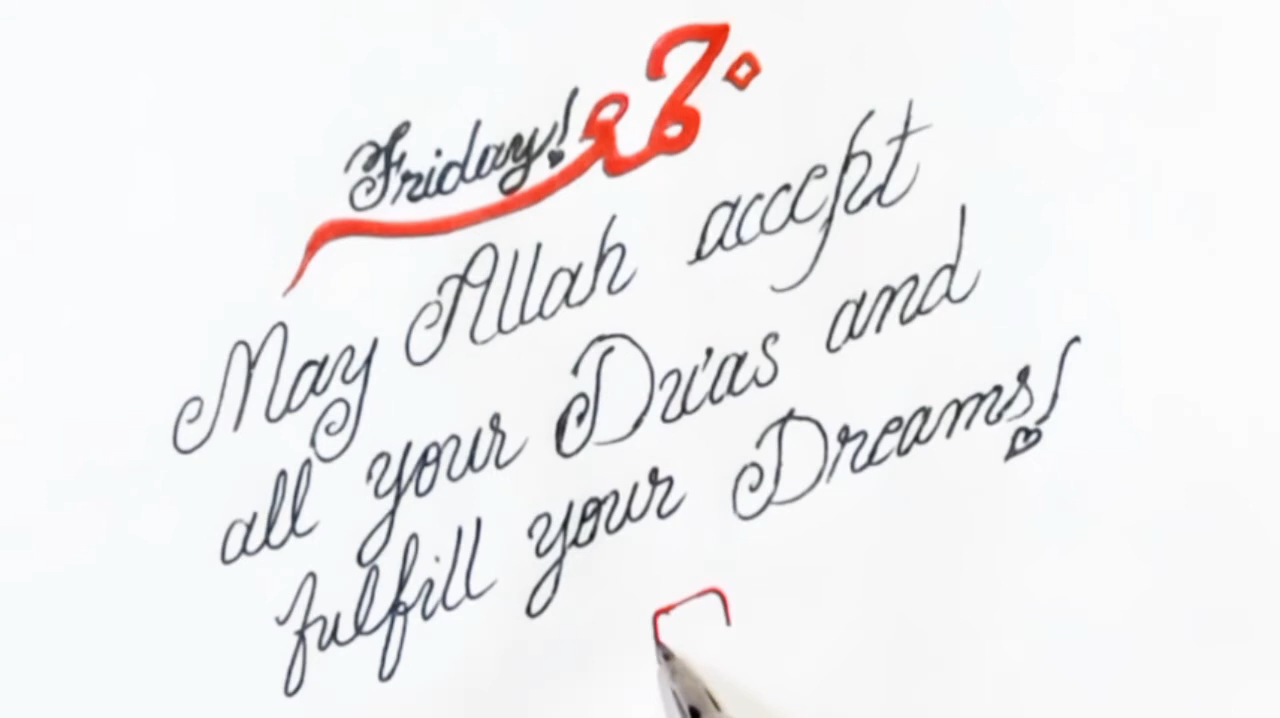 Friday!
May Allah accept
all your Du'as and
fulfill your Dreams!